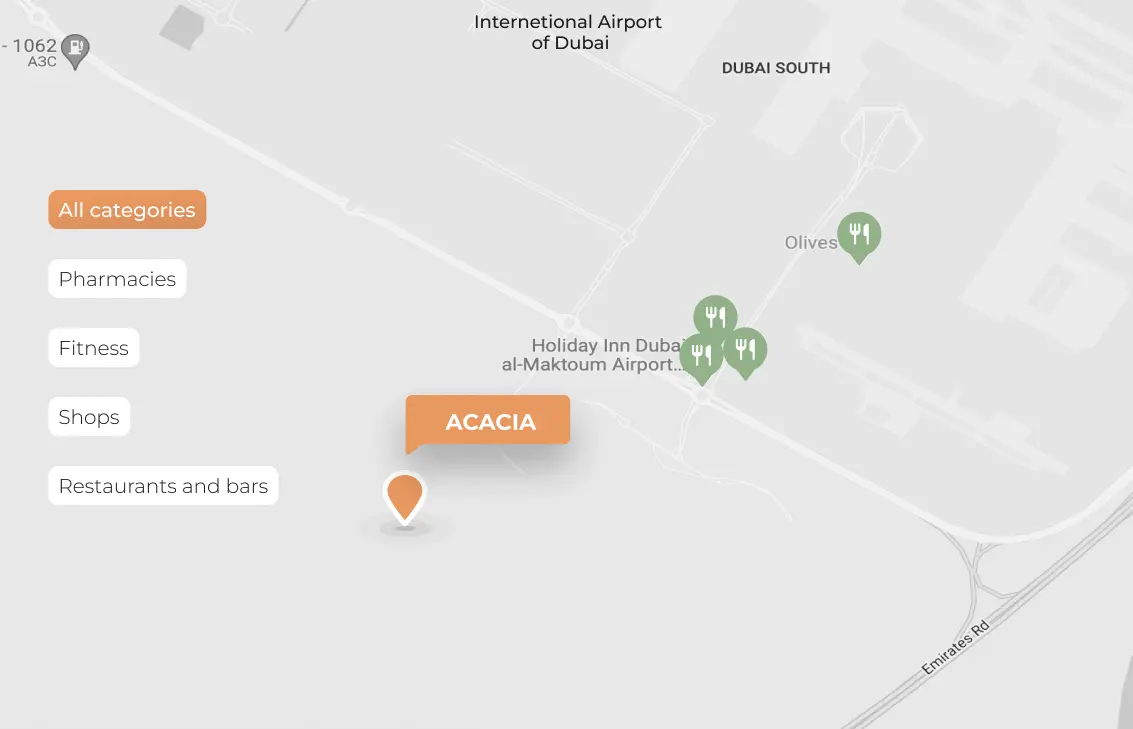 Internetional Airport
of Dubai
DUBAI SOUTH
- 1062
АЗС
All categories
Olives
Pharmacies
Fitness
Holiday Inn Dubai
al-Maktoum Airport...
Shops
ACACIA
Restaurants and bars
Emirates Rd